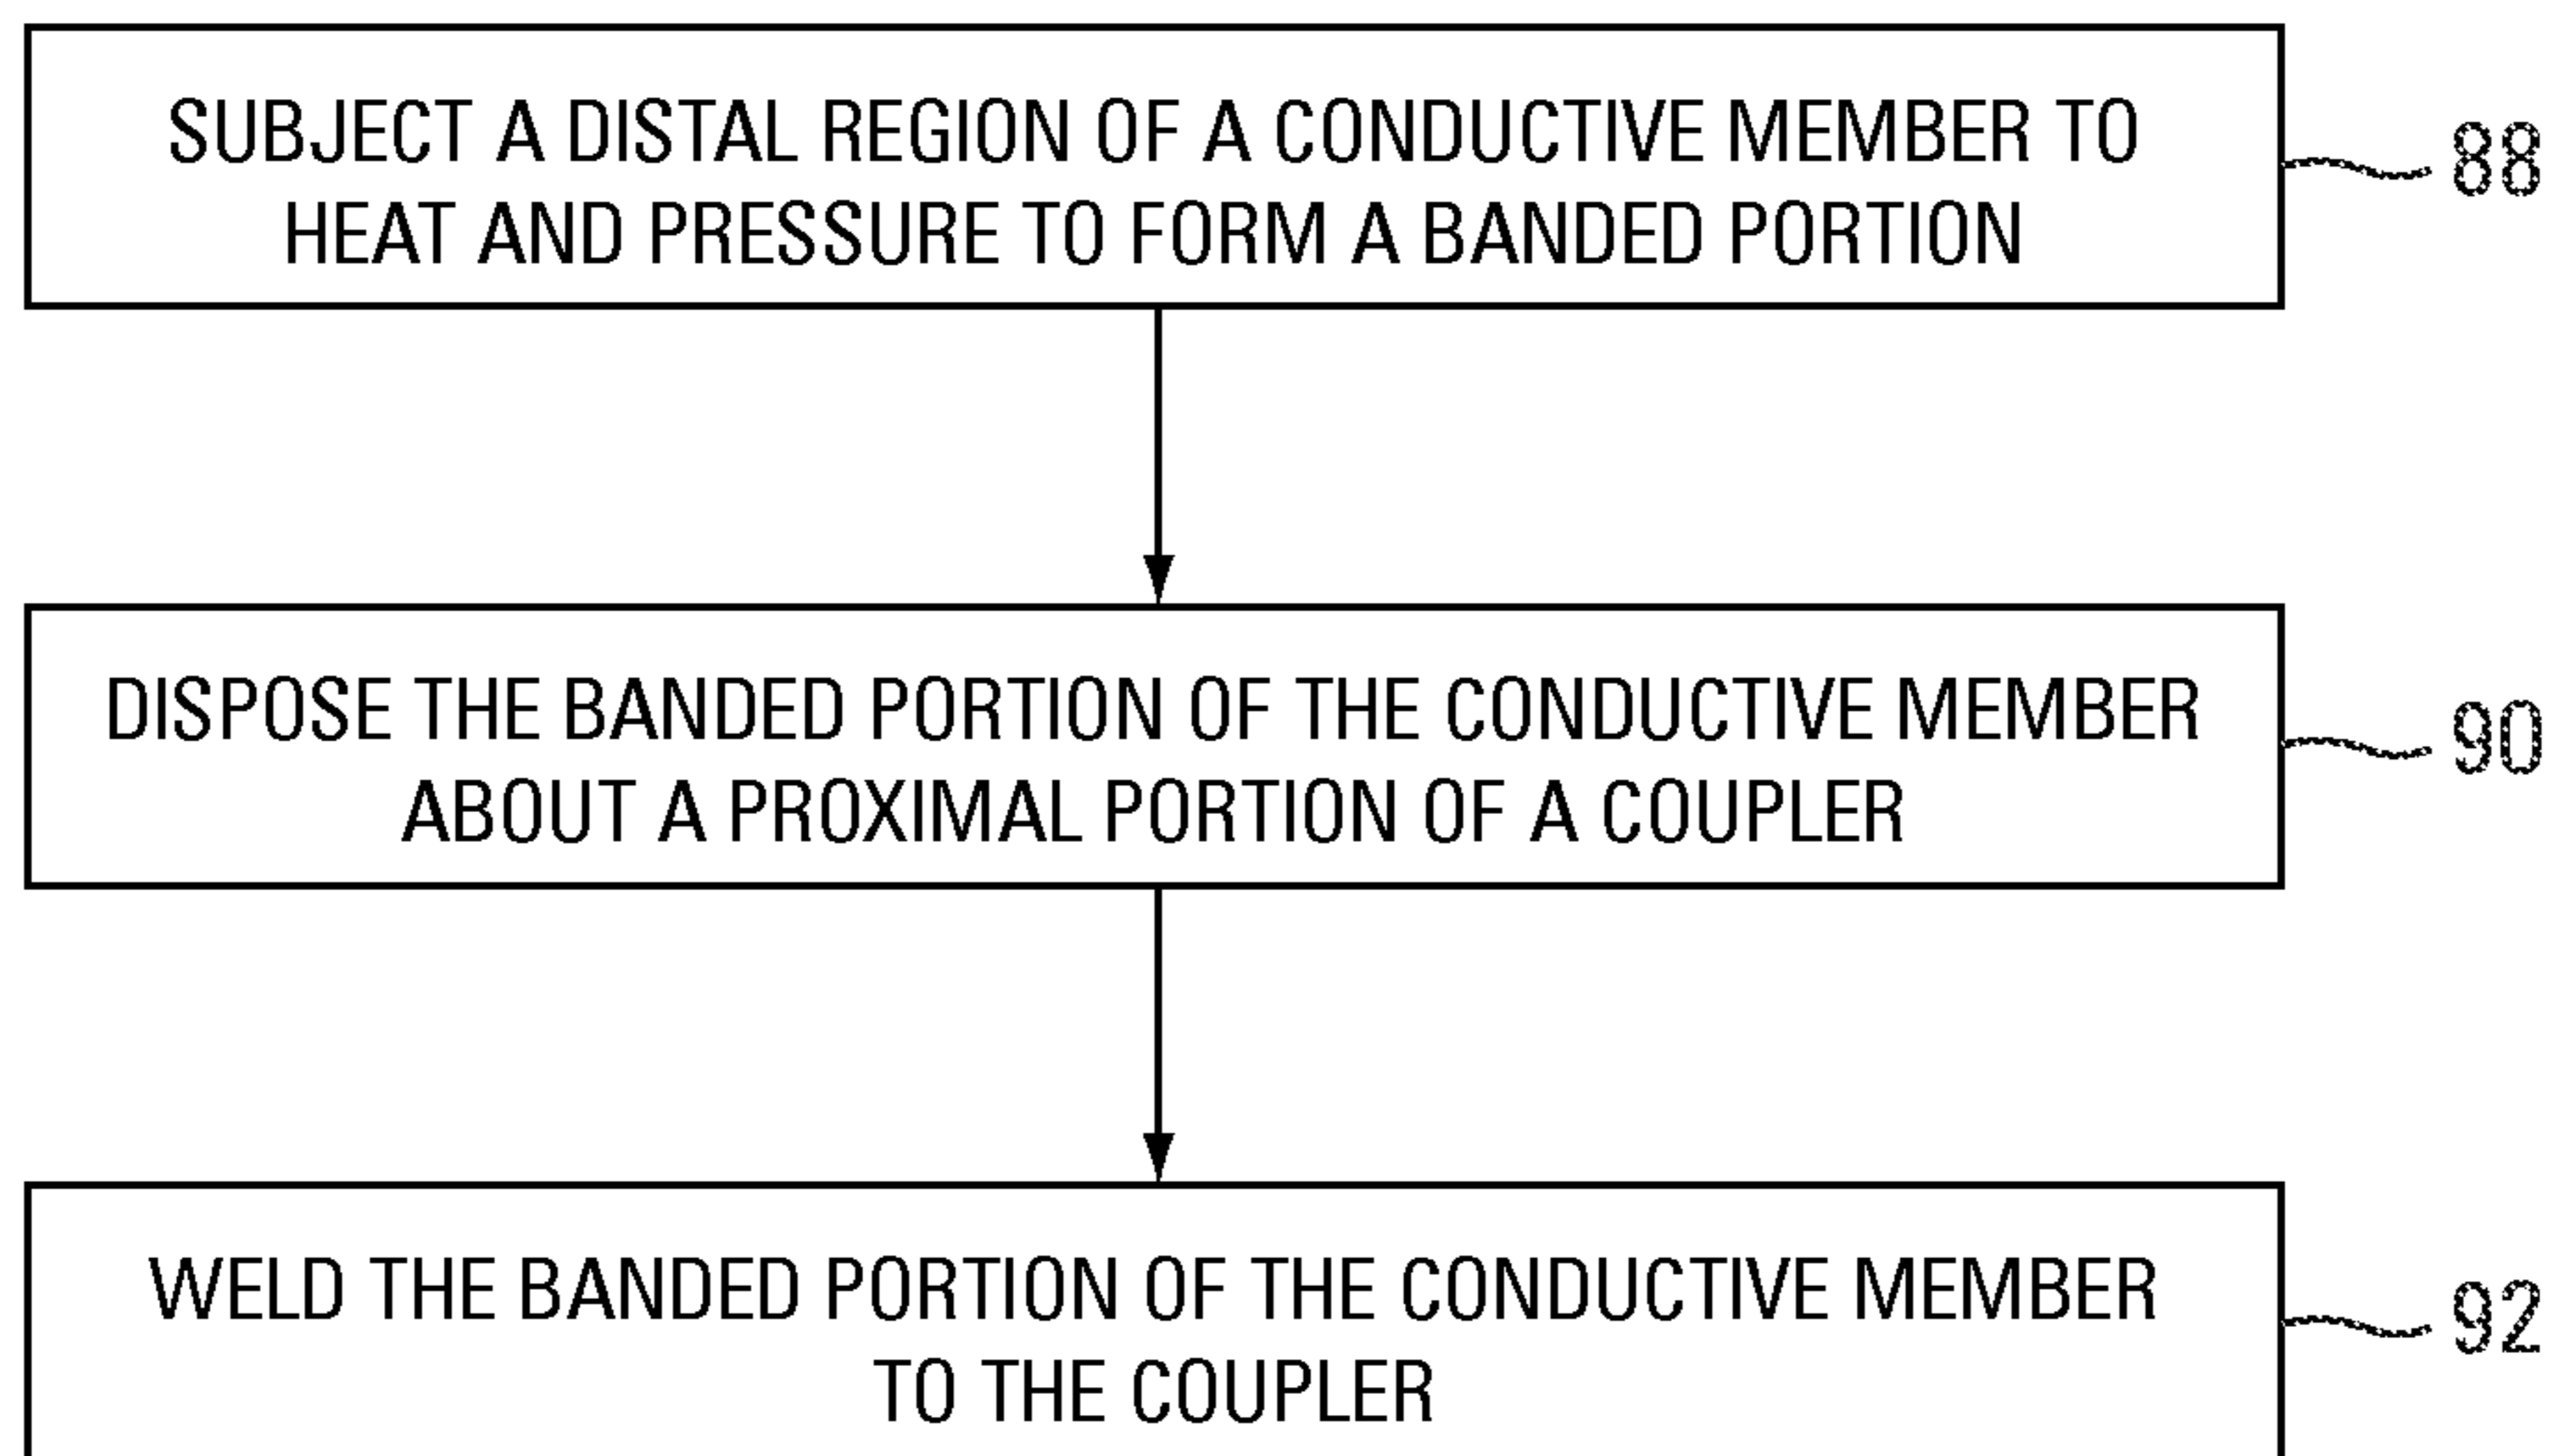 SUBJECT A DISTAL REGION OF A CONDUCTIVE MEMBER TO
HEAT AND PRESSURE TO FORM A BANDED PORTION
88
DISPOSE THE BANDED PORTION OF THE CONDUCTIVE MEMBER
ABOUT A PROXIMAL PORTION OF A COUPLER
90
WELD THE BANDED PORTION OF THE CONDUCTIVE MEMBER
TO THE COUPLER
92